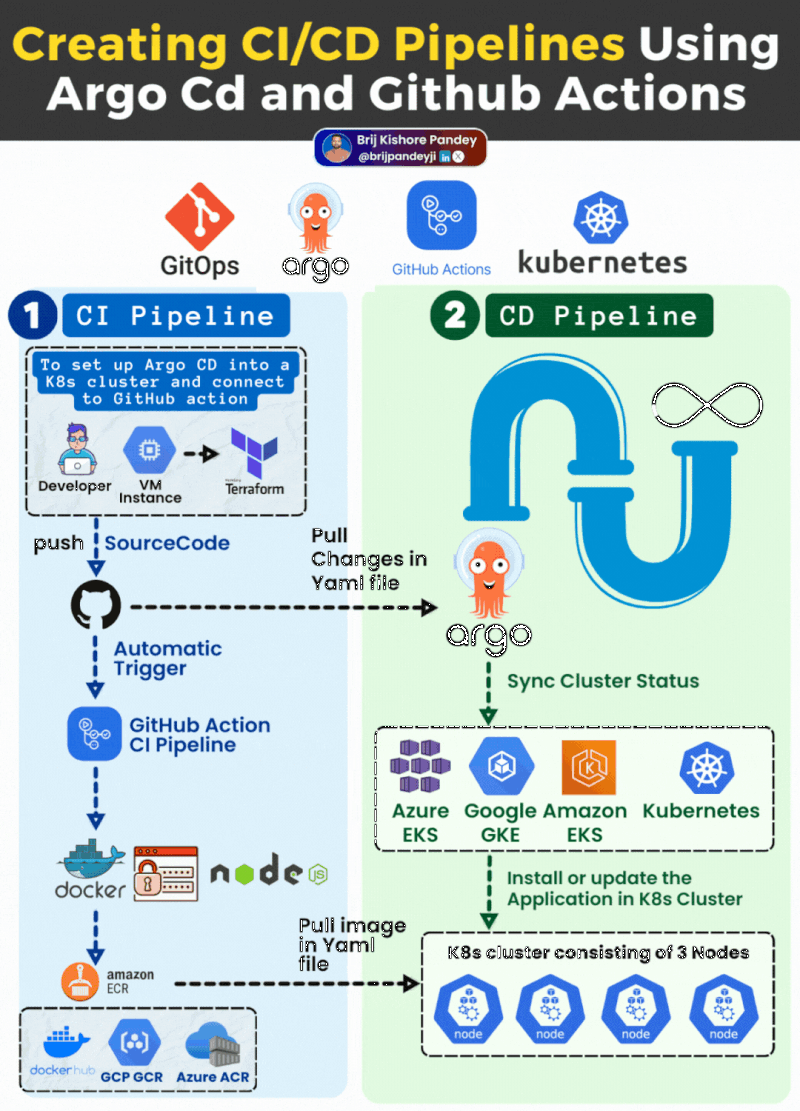 Creating CI/CD Pipelines Using
Argo Cd and Github Actions
Brij Kishore Pandey
@brijpandeyji in X
GitOps
argo
GitHub Actions
kubernetes
1 CI Pipeline
To set up Argo CD into a
K8s cluster and connect
to GitHub action
Developer
VM
Instance
Terraform
push
SourceCode
Automatic
Trigger
GitHub Action
CI Pipeline
docker
node
JS
amazon
ECR
dockerhub
GCP GCR
Azure ACR
Pull
Changes in
Yaml file
Pull image
in Yaml
file
2 CD Pipeline
argo
Sync Cluster Status
Azure
EKS
Google
GKE
Amazon
EKS
Kubernetes
Install or update the
Application in K8s Cluster
K8s cluster consisting of 3 Nodes
node
node
node
node